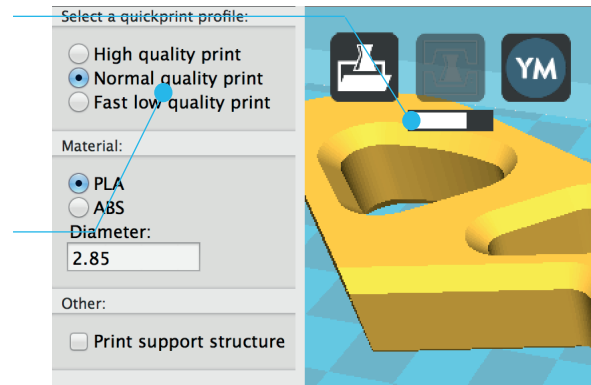 Select a quickprint profile:
High quality print
Normal quality print
Fast low quality print
Material:
PLA
ABS
Diameter:
2.85
Other:
Print support structure
YM